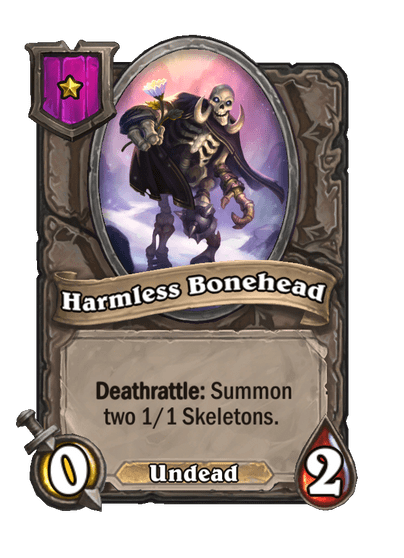 Harmless Bonehead
Deathrattle: Summon
two 1/1 Skeletons.
0
Undead
2